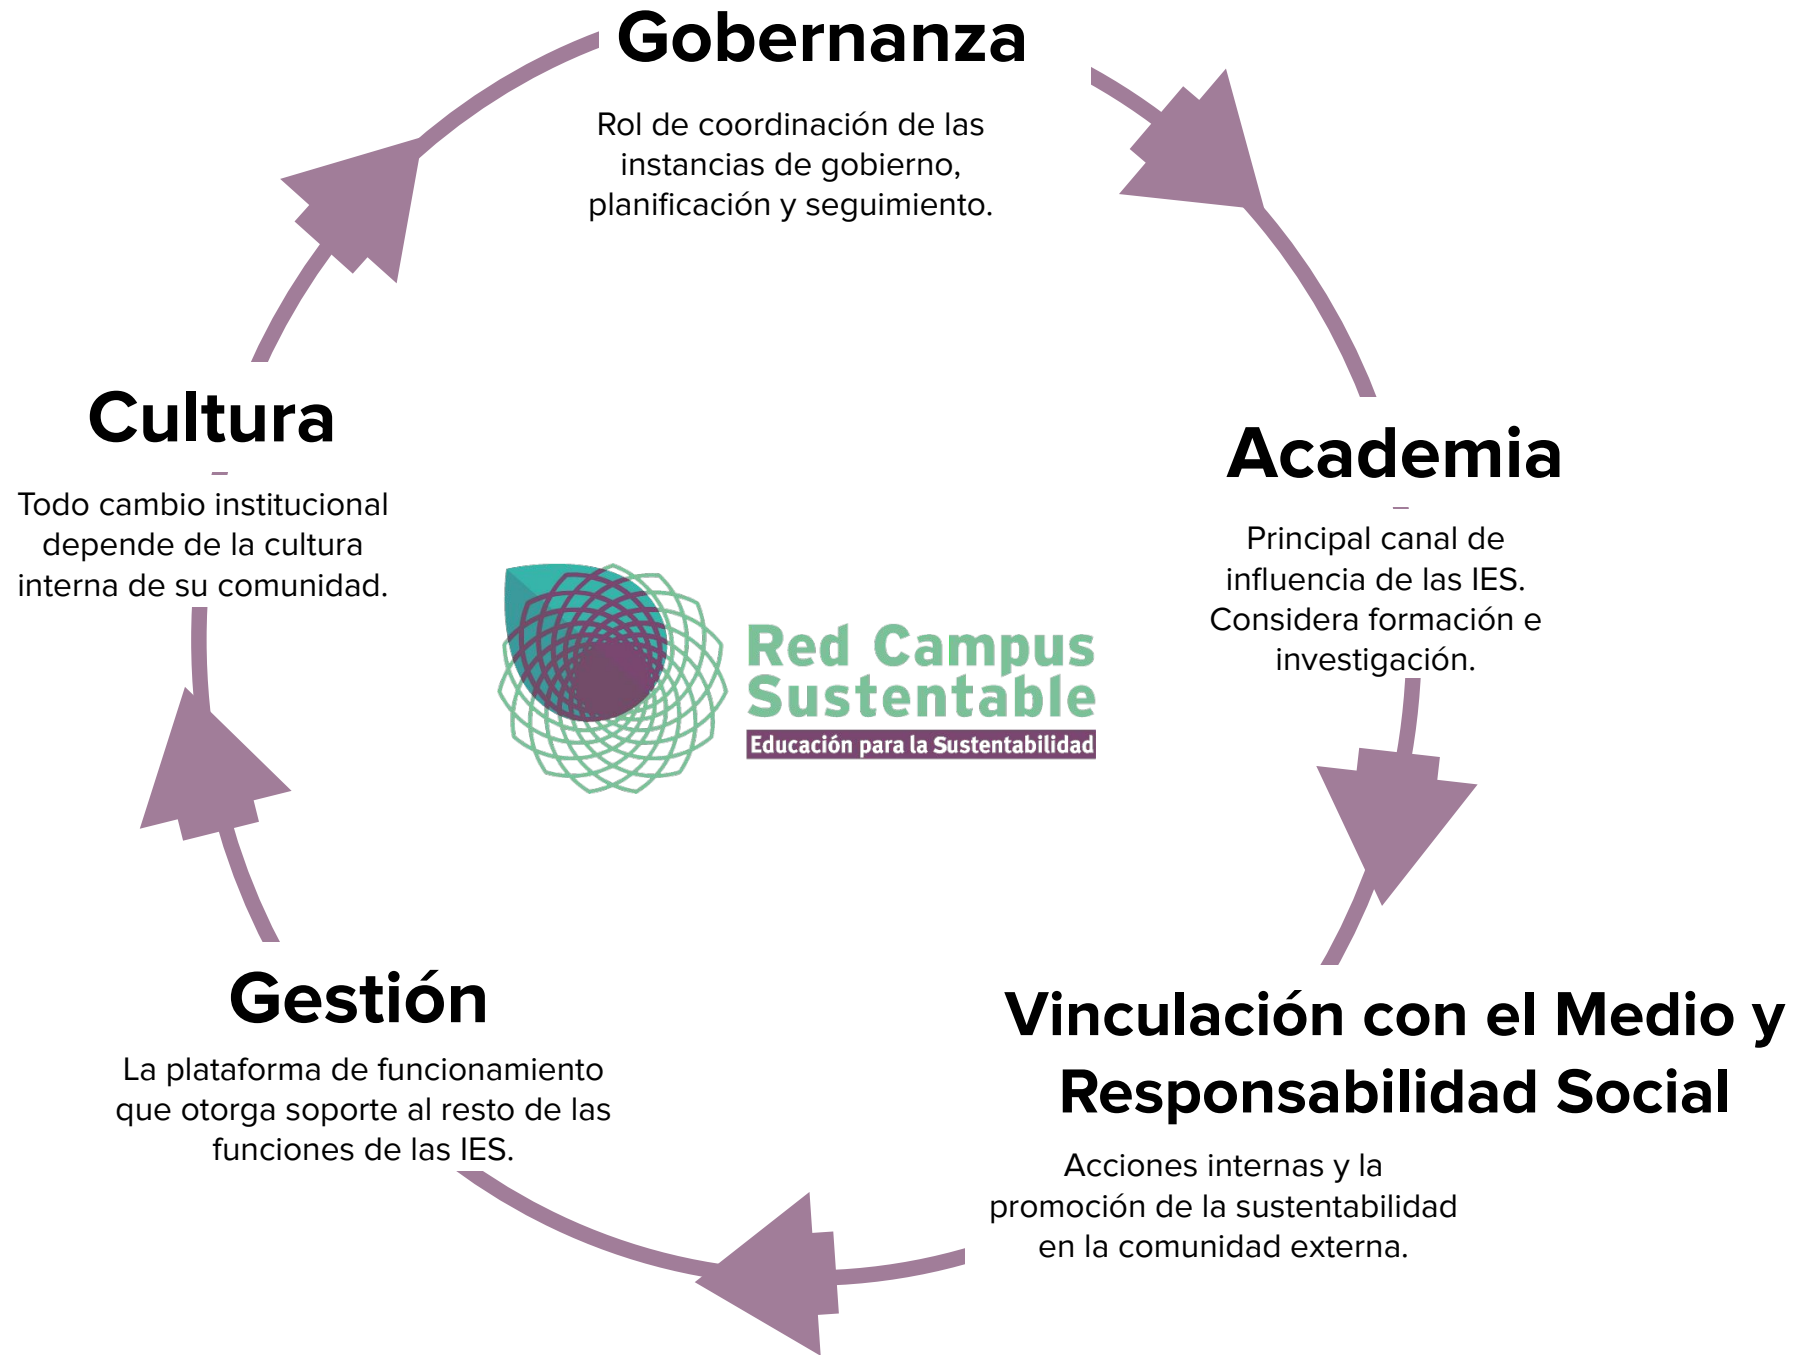 Gobernanza
Rol de coordinación de las
instancias de gobierno,
planificación y seguimiento.
Cultura
Todo cambio institucional
depende de la cultura
interna de su comunidad.
Academia
Principal canal de
influencia de las IES.
Considera formación e
investigación.
Red Campus
Sustentable
Educación para la Sustentabilidad
Gestión
La plataforma de funcionamiento
que otorga soporte al resto de las
funciones de las IES.
Vinculación con el Medio y
Responsabilidad Social
Acciones internas y la
promoción de la sustentabilidad
en la comunidad externa.